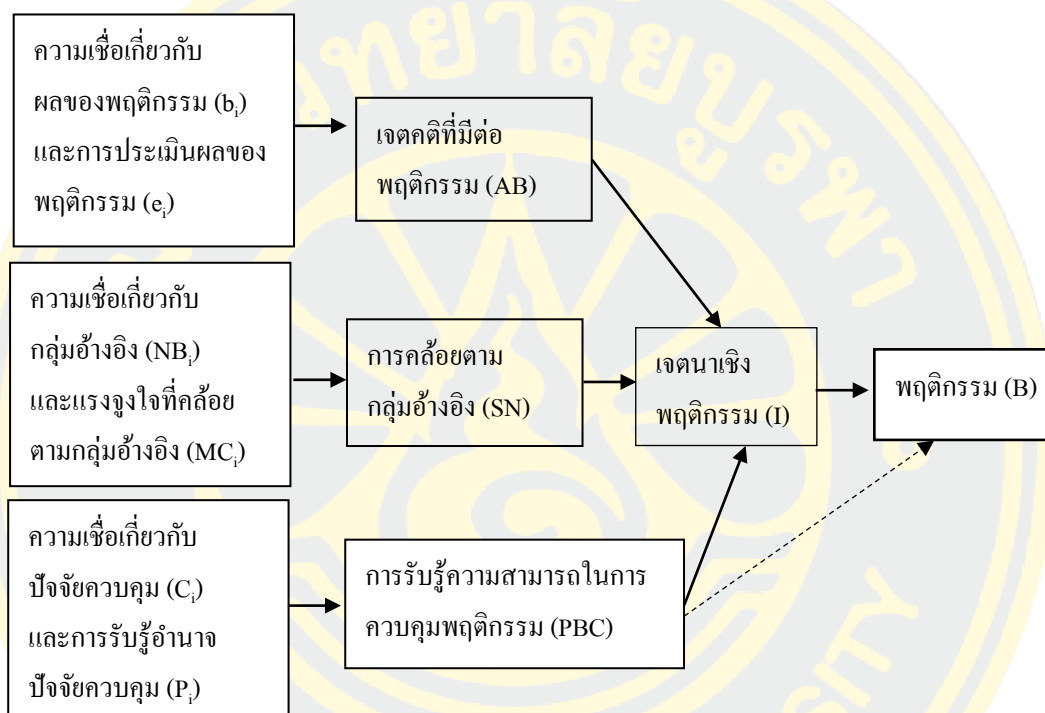 ความเชื่อเกี่ยวกับ
ผลของพฤติกรรม (bi)
และการประเมินผลของ
พฤติกรรม (ei)
เจตคติที่มีต่อ
พฤติกรรม (AB)
ความเชื่อเกี่ยวกับ
กลุ่มอ้างอิง (NBi)
และแรงจูงใจที่คล้อย
ตามกลุ่มอ้างอิง (MCi)
การคล้อยตาม
กลุ่มอ้างอิง (SN)
เจตนาเชิง
พฤติกรรม (I)
พฤติกรรม (B)
ความเชื่อเกี่ยวกับ
ปัจจัยควบคุม (Ci)
และการรับรู้อำนาจ
ปัจจัยควบคุม (Pi)
การรับรู้ความสามารถในการ
ควบคุมพฤติกรรม (PBC)